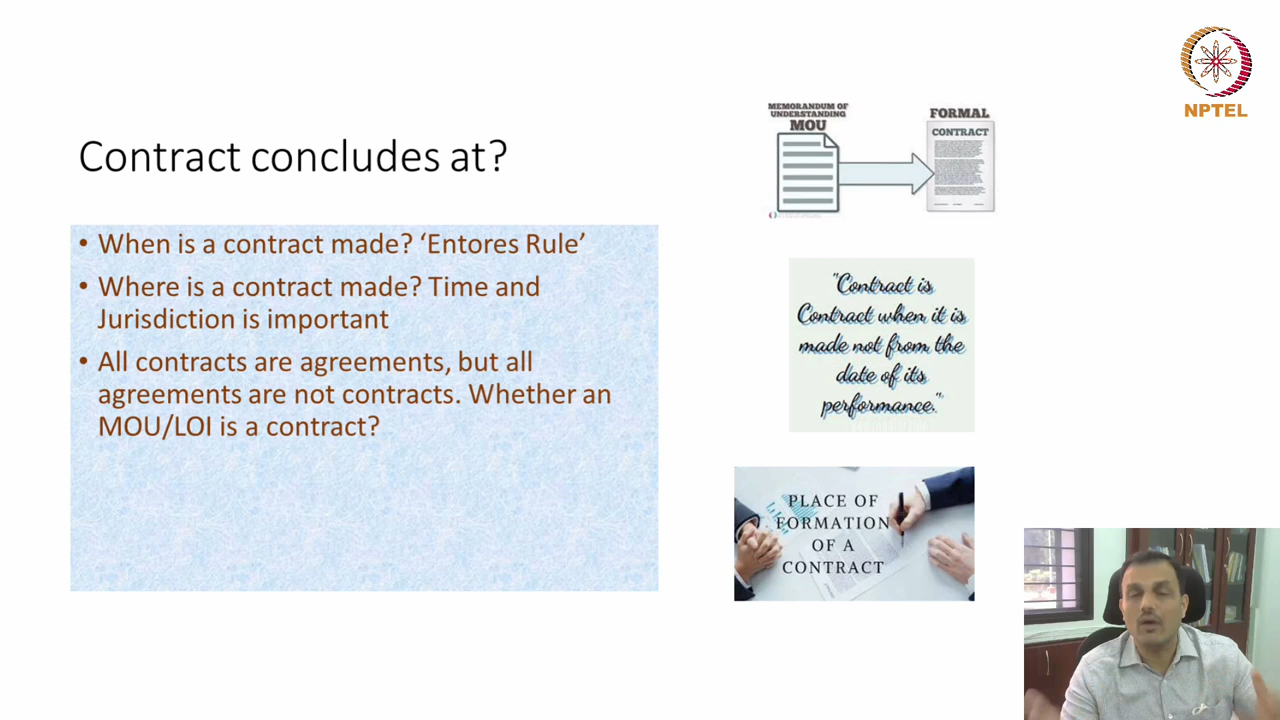 NPTEL
Contract concludes at?
• When is a contract made? ‘Entores Rule’
• Where is a contract made? Time and
Jurisdiction is important
• All contracts are agreements, but all
agreements are not contracts. Whether an
MOU/LOI is a contract?
MEMORANDUM OF
UNDERSTANDING
MOU
FORMAL
CONTRACT
"Contract is
Contract when it is
made not from the
date of its
performance."
PLACE OF
FORMATION
OF A
CONTRACT